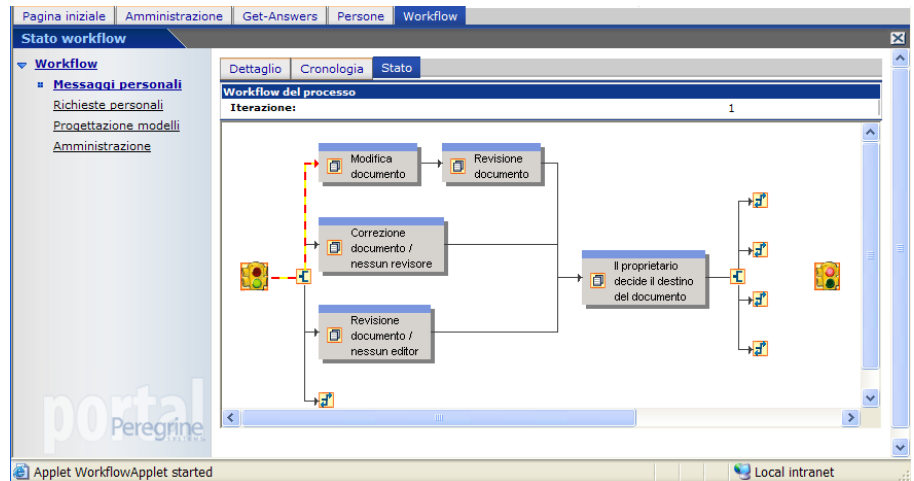 Pagina iniziale Amministrazione Get-Answers Persone Workflow
Stato workflow
Workflow
Messaggi personali
Richieste personali
Progettazione modelli
Amministrazione
Dettaglio Cronologia Stato
Workflow del processo
Iterazione: 1
Modifica
documento
Revisione
documento
Correzione
documento /
nessun revisore
Il proprietario
decide il destino
del documento
Revisione
documento /
nessun editor
portal
Peregrine
SYSTEMS
Applet WorkflowApplet started
Local intranet